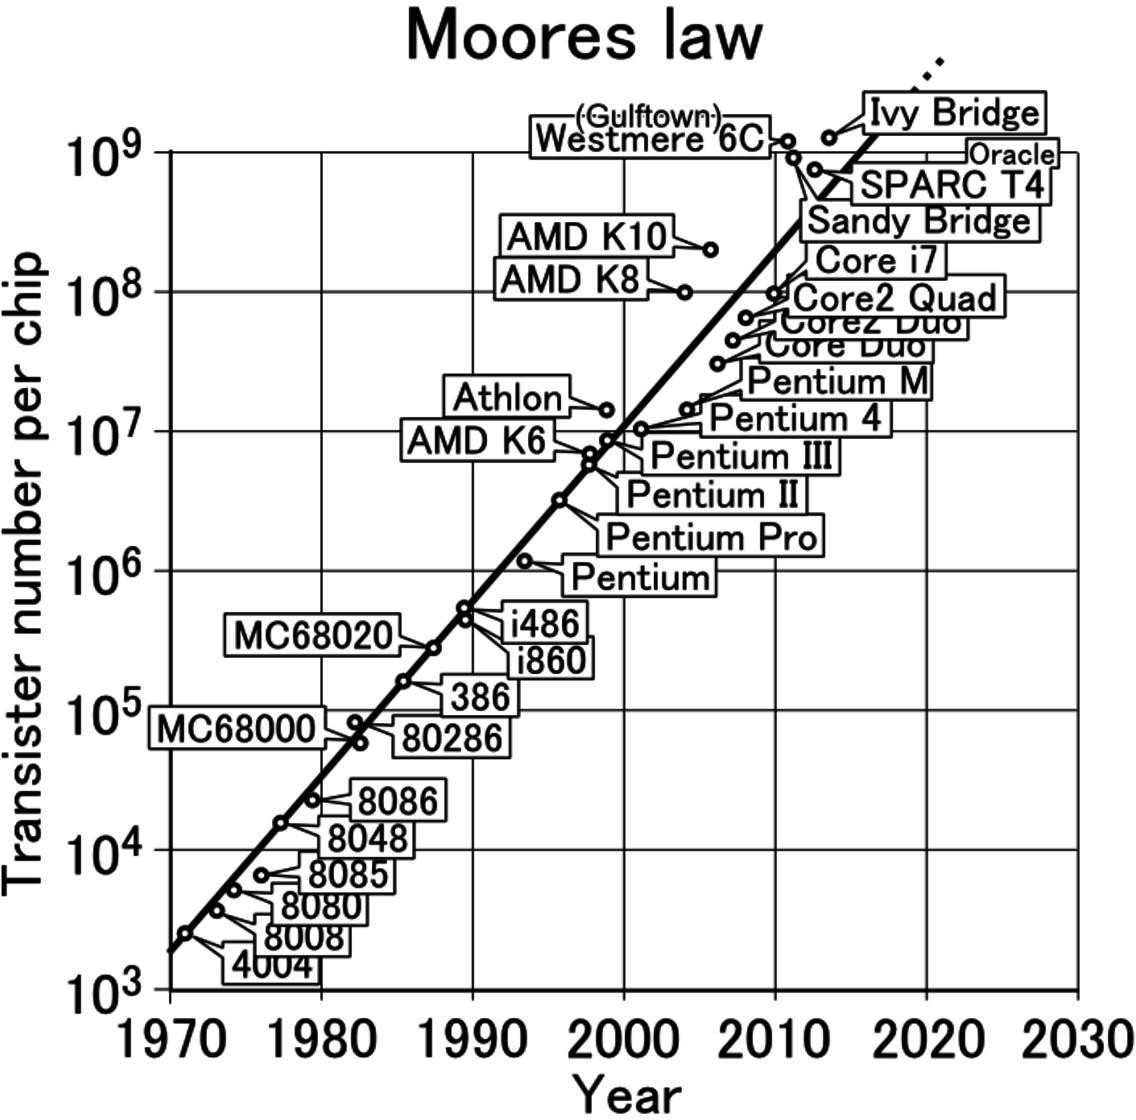 Moores law
Transister number per chip
10⁹
10⁸
10⁷
10⁶
10⁵
10⁴
10³
(Gulftown)
Westmere 6C
Ivy Bridge
Oracle
SPARC T4
Sandy Bridge
AMD K10
Core i7
AMD K8
Core2 Quad
Core2 Duo
Core Duo
Pentium M
Athlon
Pentium 4
AMD K6
Pentium III
Pentium II
Pentium Pro
Pentium
i486
MC68020
i860
386
MC68000
80286
8086
8048
8085
8080
8008
4004
1970 1980 1990 2000 2010 2020 2030
Year